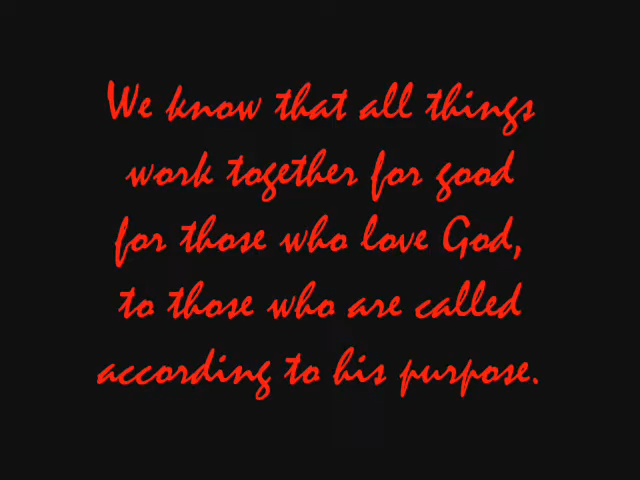 We know that all things
work together for good
for those who love God,
to those who are called
according to his purpose.